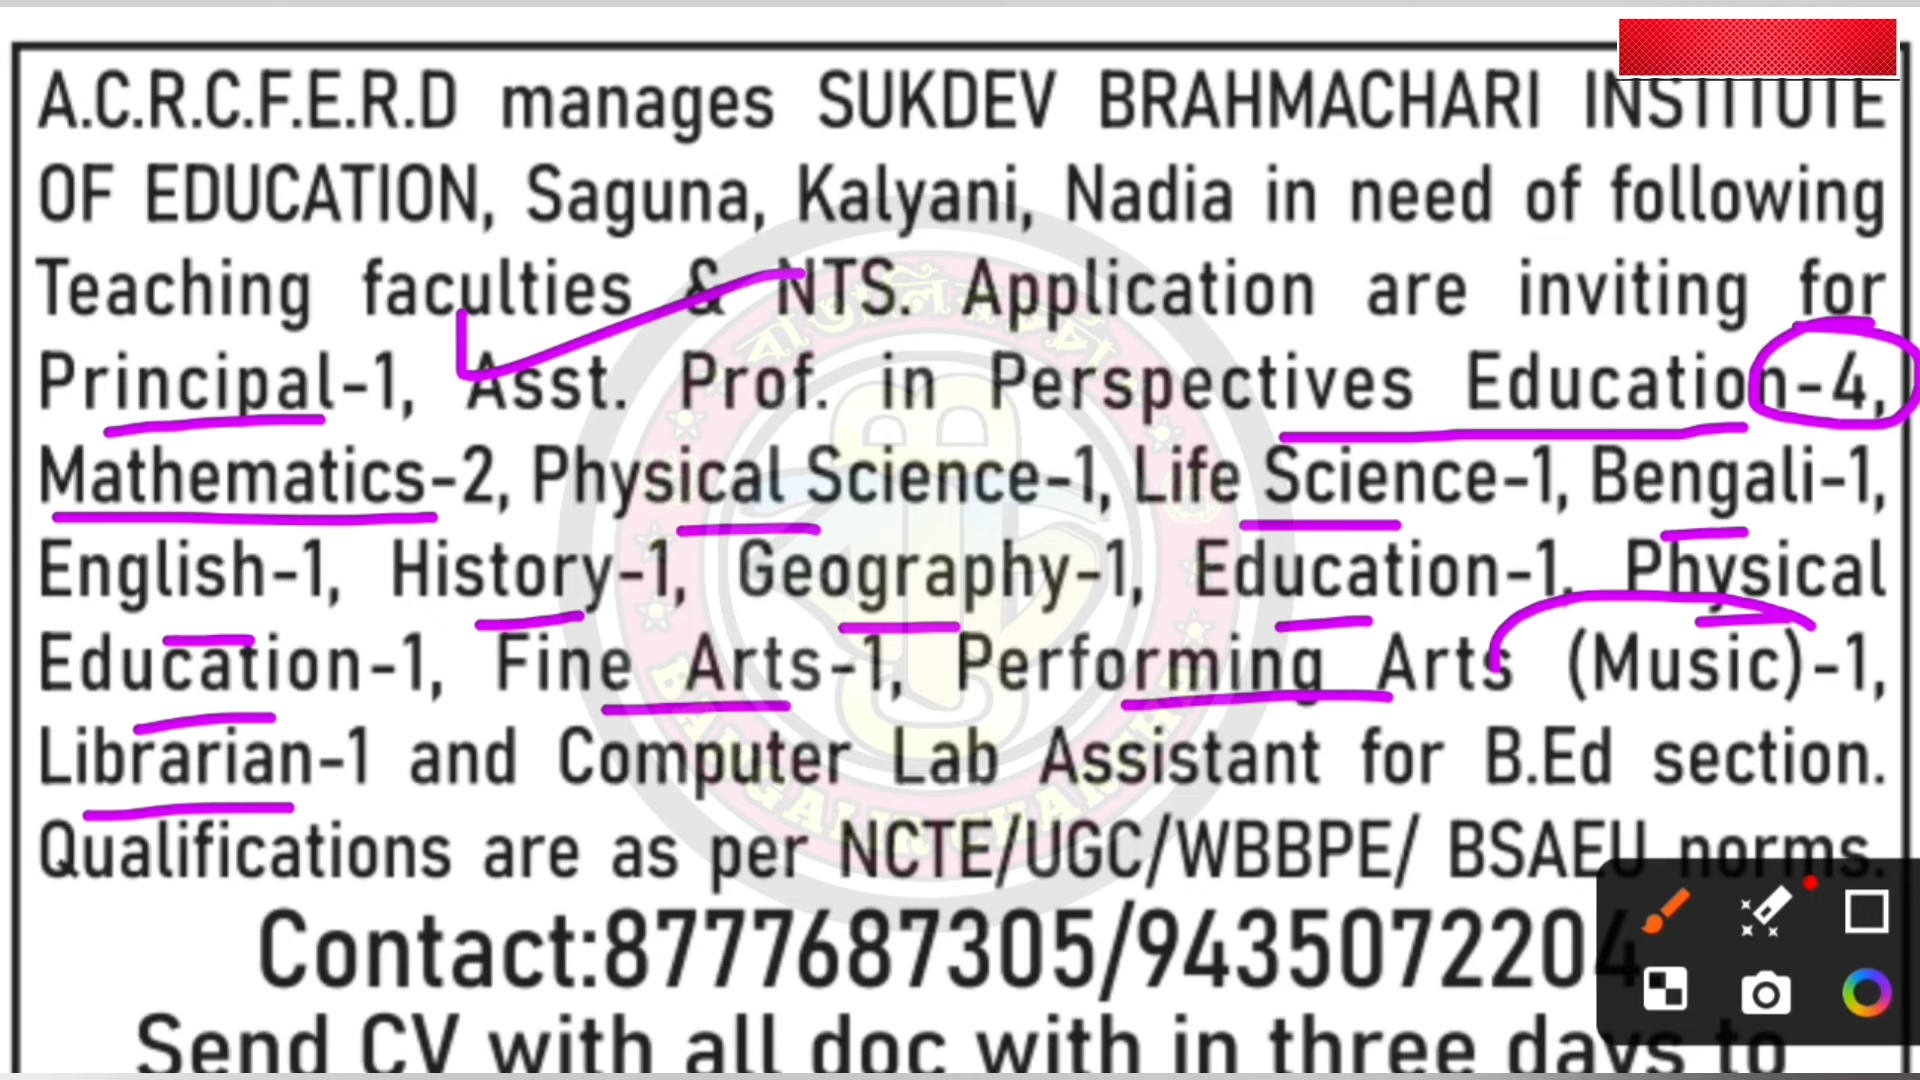 A.C.R.C.F.E.R.D manages SUKDEV BRAHMACHARI INSTITUTE
OF EDUCATION, Saguna, Kalyani, Nadia in need of following
Teaching faculties & NTS. Application are inviting for
Principal-1, Asst. Prof. in Perspectives Education-4,
Mathematics-2, Physical Science-1, Life Science-1, Bengali-1,
English-1, History-1, Geography-1, Education-1, Physical
Education-1, Fine Arts-1, Performing Arts (Music)-1,
Librarian-1 and Computer Lab Assistant for B.Ed section.
Qualifications are as per NCTE/UGC/WBBPE/ BSAEU norms.
Contact:8777687305/9435072204
Send CV with all doc with in three days to